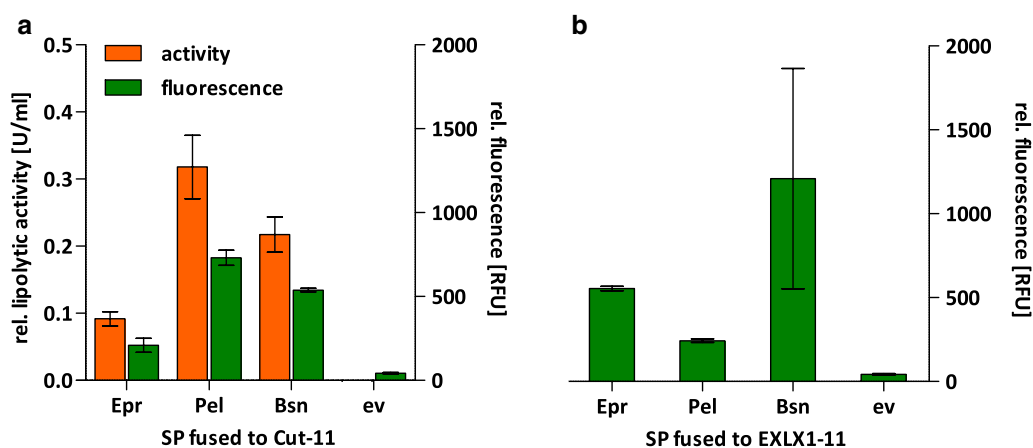 a
activity
fluorescence
rel. lipolytic activity [U/ml]
0.5
0.4
0.3
0.2
0.1
0.0
2000
1500
1000
500
0
rel. fluorescence [RFU]
Epr Pel Bsn ev
SP fused to Cut-11
b
2000
1500
1000
500
0
rel. fluorescence [RFU]
Epr Pel Bsn ev
SP fused to EXLX1-11